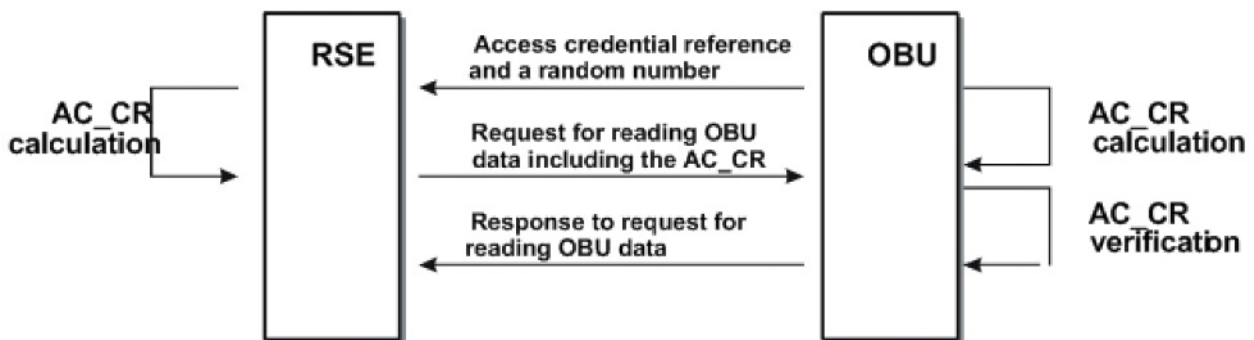 RSE
OBU
Access credential reference
and a random number
AC_CR
calculation
Request for reading OBU
data including the AC_CR
AC_CR
calculation
Response to request for
reading OBU data
AC_CR
verification